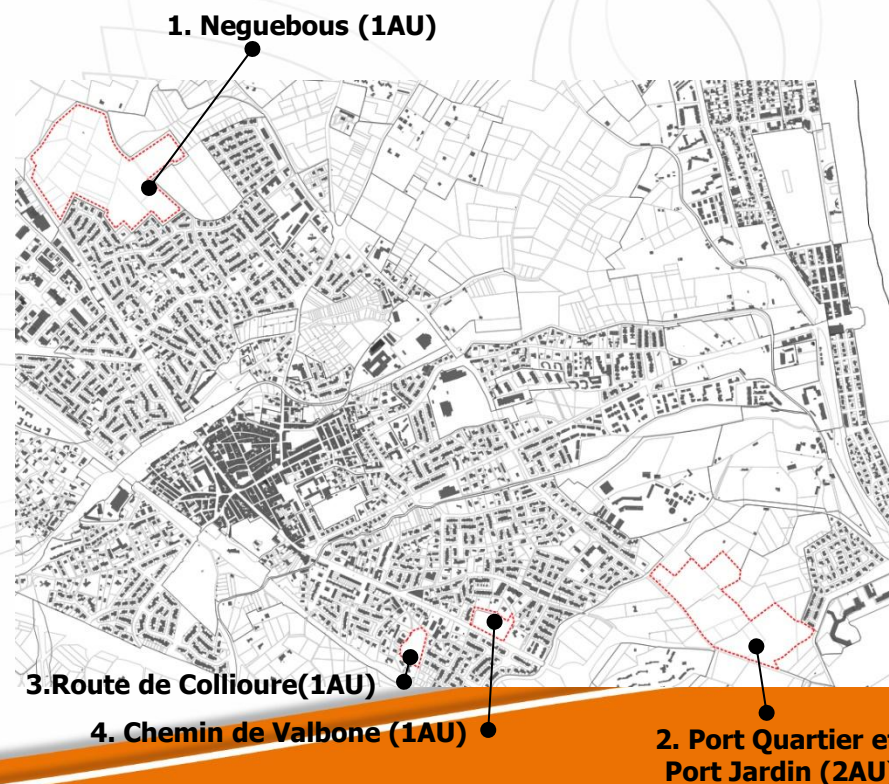 1. Neguebous (1AU)
3.Route de Collioure(1AU)
4. Chemin de Valbone (1AU)
2. Port Quartier et
Port Jardin (2AU)